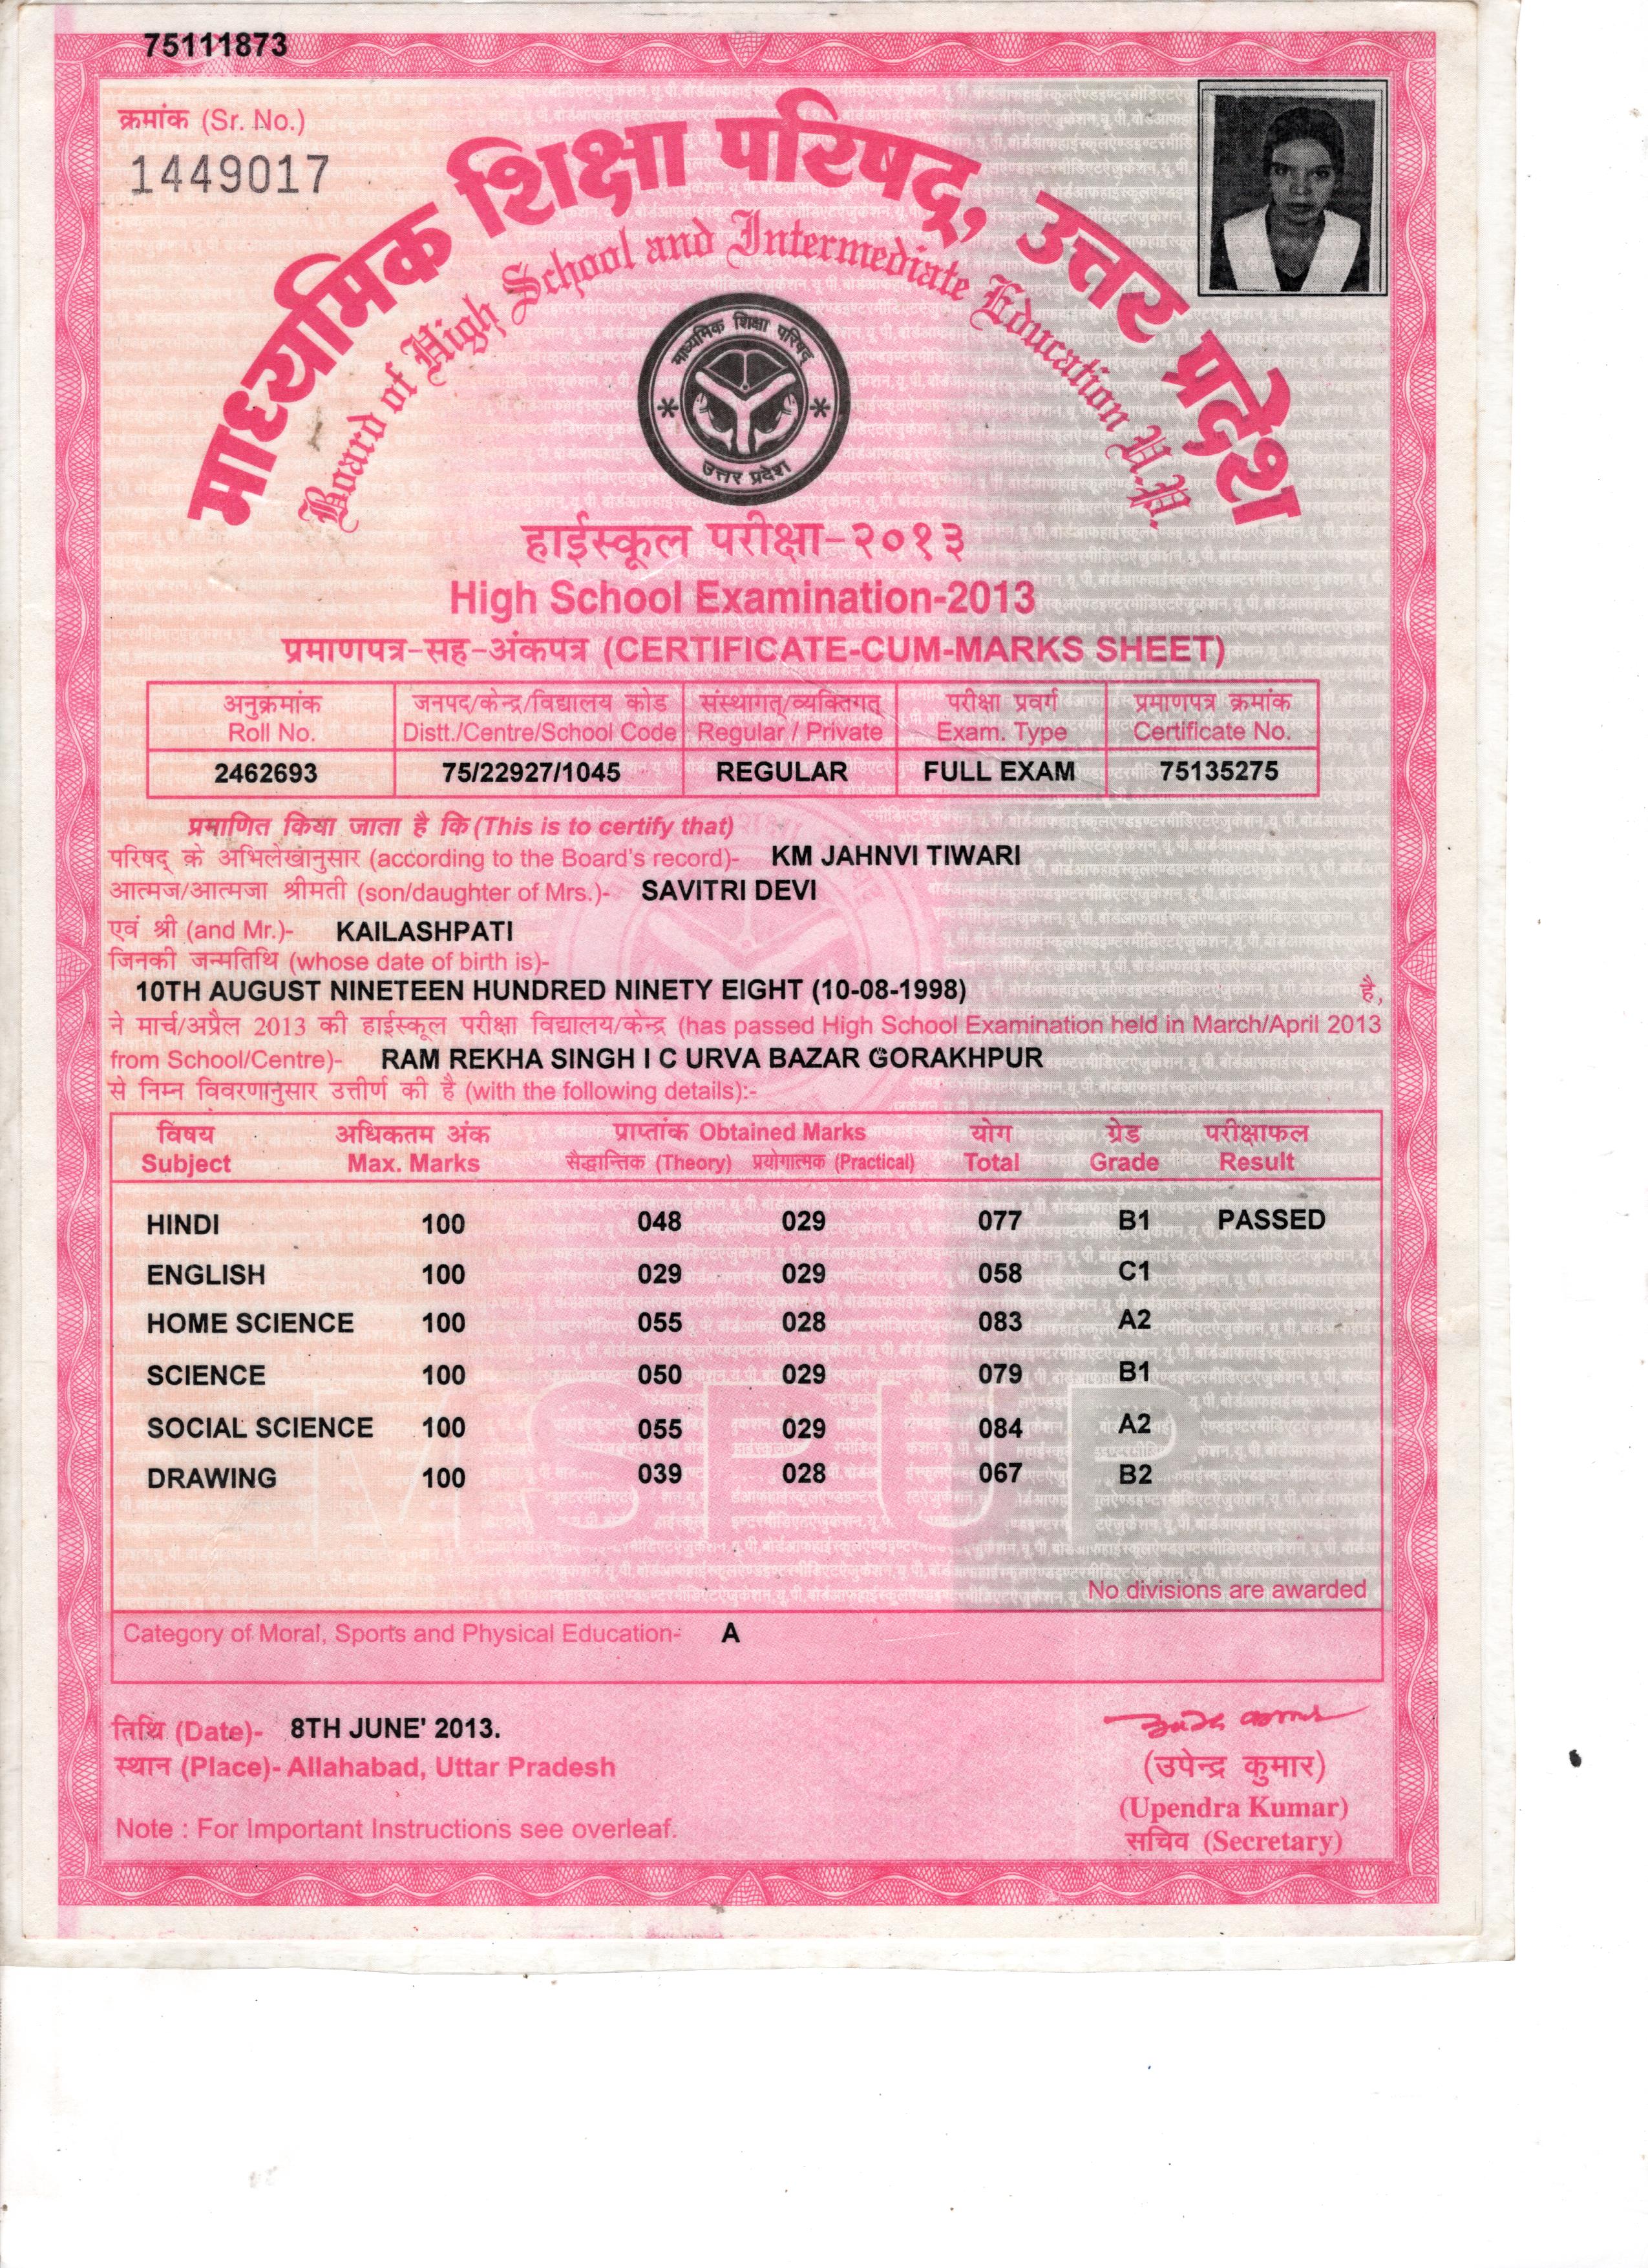 75111873
क्रमांक (Sr. No.)
1449017
माध्यमिक शिक्षा परिषद्, उत्तर प्रदेश
Board of High School and Intermediate Education U.P.
माध्यमिक शिक्षा परिषद्
उत्तर प्रदेश
हाईस्कूल परीक्षा-२०१३
High School Examination-2013
प्रमाणपत्र-सह-अंकपत्र (CERTIFICATE-CUM-MARKS SHEET)
अनुक्रमांक जनपद/केन्द्र/विद्यालय कोड संस्थागत्/व्यक्तिगत् परीक्षा प्रवर्ग प्रमाणपत्र क्रमांक
Roll No. Distt./Centre/School Code Regular / Private Exam. Type Certificate No.
2462693 75/22927/1045 REGULAR FULL EXAM 75135275
प्रमाणित किया जाता है कि (This is to certify that)
परिषद् के अभिलेखानुसार (according to the Board's record)- KM JAHNVI TIWARI
आत्मज/आत्मजा श्रीमती (son/daughter of Mrs.)- SAVITRI DEVI
एवं श्री (and Mr.)- KAILASHPATI
जिनकी जन्मतिथि (whose date of birth is)-
10TH AUGUST NINETEEN HUNDRED NINETY EIGHT (10-08-1998) है,
ने मार्च/अप्रैल 2013 की हाईस्कूल परीक्षा विद्यालय/केन्द्र (has passed High School Examination held in March/April 2013
from School/Centre)- RAM REKHA SINGH I C URVA BAZAR GORAKHPUR
से निम्न विवरणानुसार उत्तीर्ण की है (with the following details):-
विषय अधिकतम अंक प्राप्तांक Obtained Marks योग ग्रेड परीक्षाफल
Subject Max. Marks सैद्धान्तिक (Theory) प्रयोगात्मक (Practical) Total Grade Result
HINDI 100 048 029 077 B1 PASSED
ENGLISH 100 029 029 058 C1
HOME SCIENCE 100 055 028 083 A2
SCIENCE 100 050 029 079 B1
SOCIAL SCIENCE 100 055 029 084 A2
DRAWING 100 039 028 067 B2
MSPUP
No divisions are awarded
Category of Moral, Sports and Physical Education- A
तिथि (Date)- 8TH JUNE' 2013.
स्थान (Place)- Allahabad, Uttar Pradesh
(उपेन्द्र कुमार)
(Upendra Kumar)
सचिव (Secretary)
Note : For Important Instructions see overleaf.